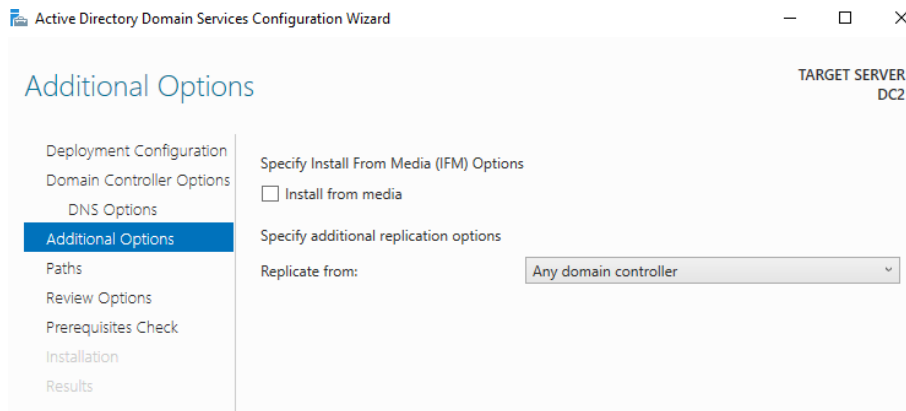 Active Directory Domain Services Configuration Wizard
Additional Options
TARGET SERVER
DC2
Deployment Configuration
Domain Controller Options
DNS Options
Additional Options
Paths
Review Options
Prerequisites Check
Installation
Results
Specify Install From Media (IFM) Options
Install from media
Specify additional replication options
Replicate from: Any domain controller